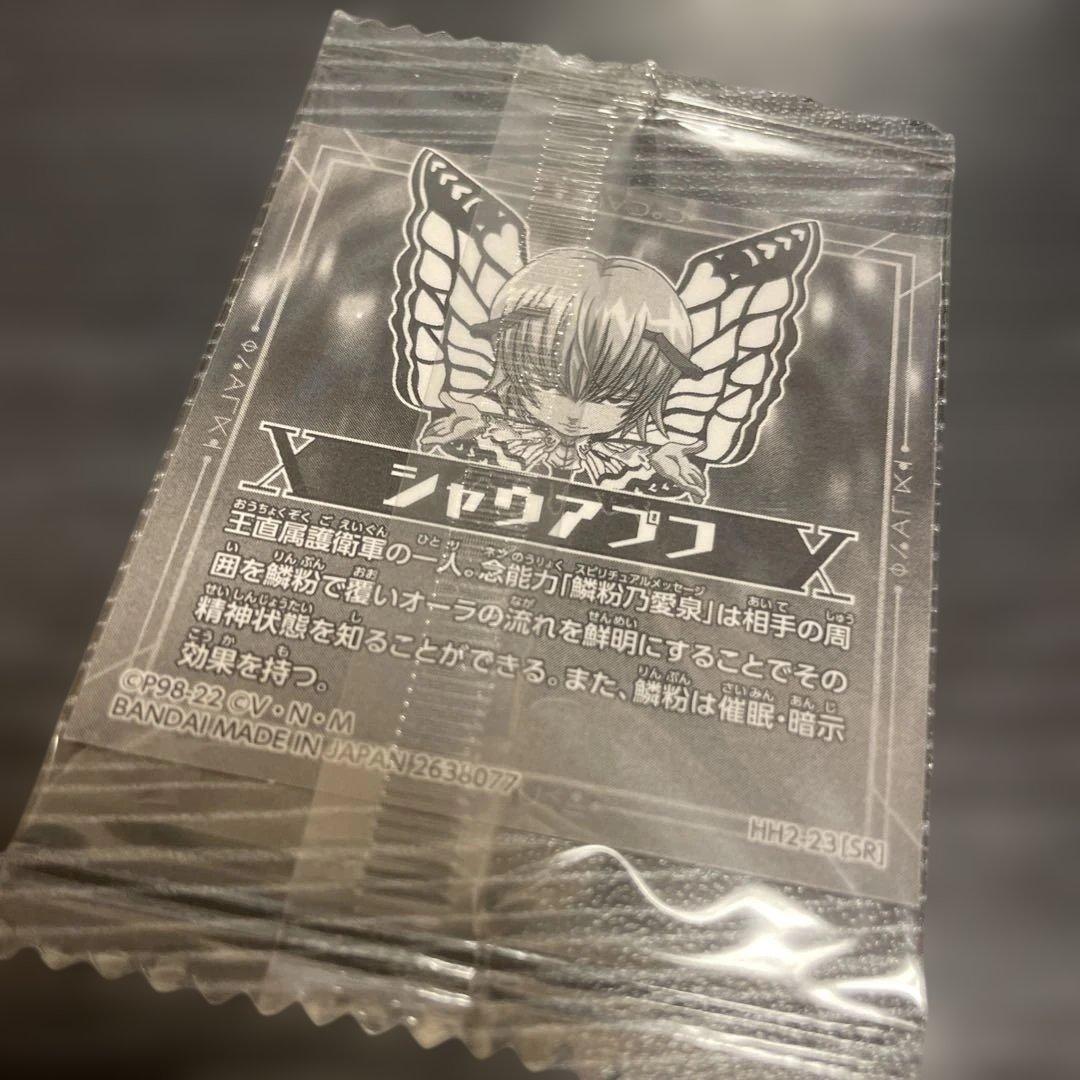 シャウアプフ
王直属護衛軍の一人。念能力「鱗粉乃愛泉」は相手の周
囲を鱗粉で覆いオーラの流れを鮮明にすることでその
精神状態を知ることができる。また、鱗粉は催眠・暗示
効果を持つ。
©P98-22 ©V・N・M
BANDAI MADE IN JAPAN 2638077
HH2-23[SR]